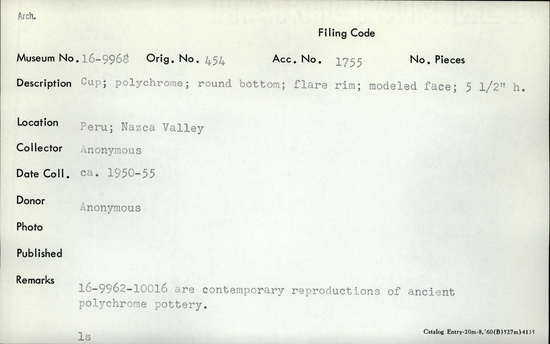 Arch.
Filing Code
Museum No. 16-9968 Orig. No. 454 Acc. No. 1755 No. Pieces
Description Cup; polychrome; round bottom; flare rim; modeled face; 5 1/2" h.
Location Peru; Nazca Valley
Collector Anonymous
Date Coll. ca. 1950-55
Donor Anonymous
Photo
Published
Remarks 16-9962-10016 are contemporary reproductions of ancient
polychrome pottery.
ls
Catalog Entry-20m-8,'60(B3527m)4155